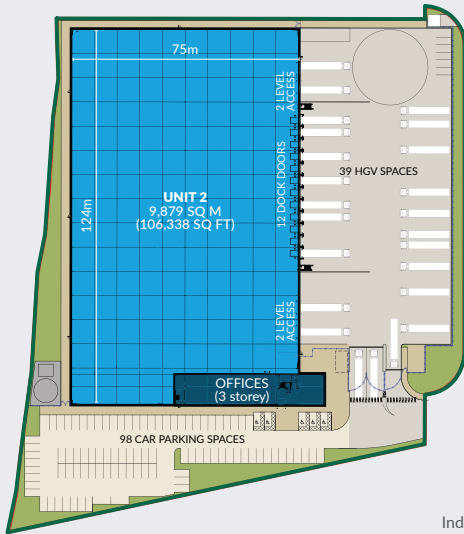 75m
2 LEVEL
ACCESS
39 HGV SPACES
12 DOCK DOORS
UNIT 2
9,879 SQ M
(106,338 SQ FT)
124m
2 LEVEL
ACCESS
OFFICES
(3 storey)
98 CAR PARKING SPACES
Ind